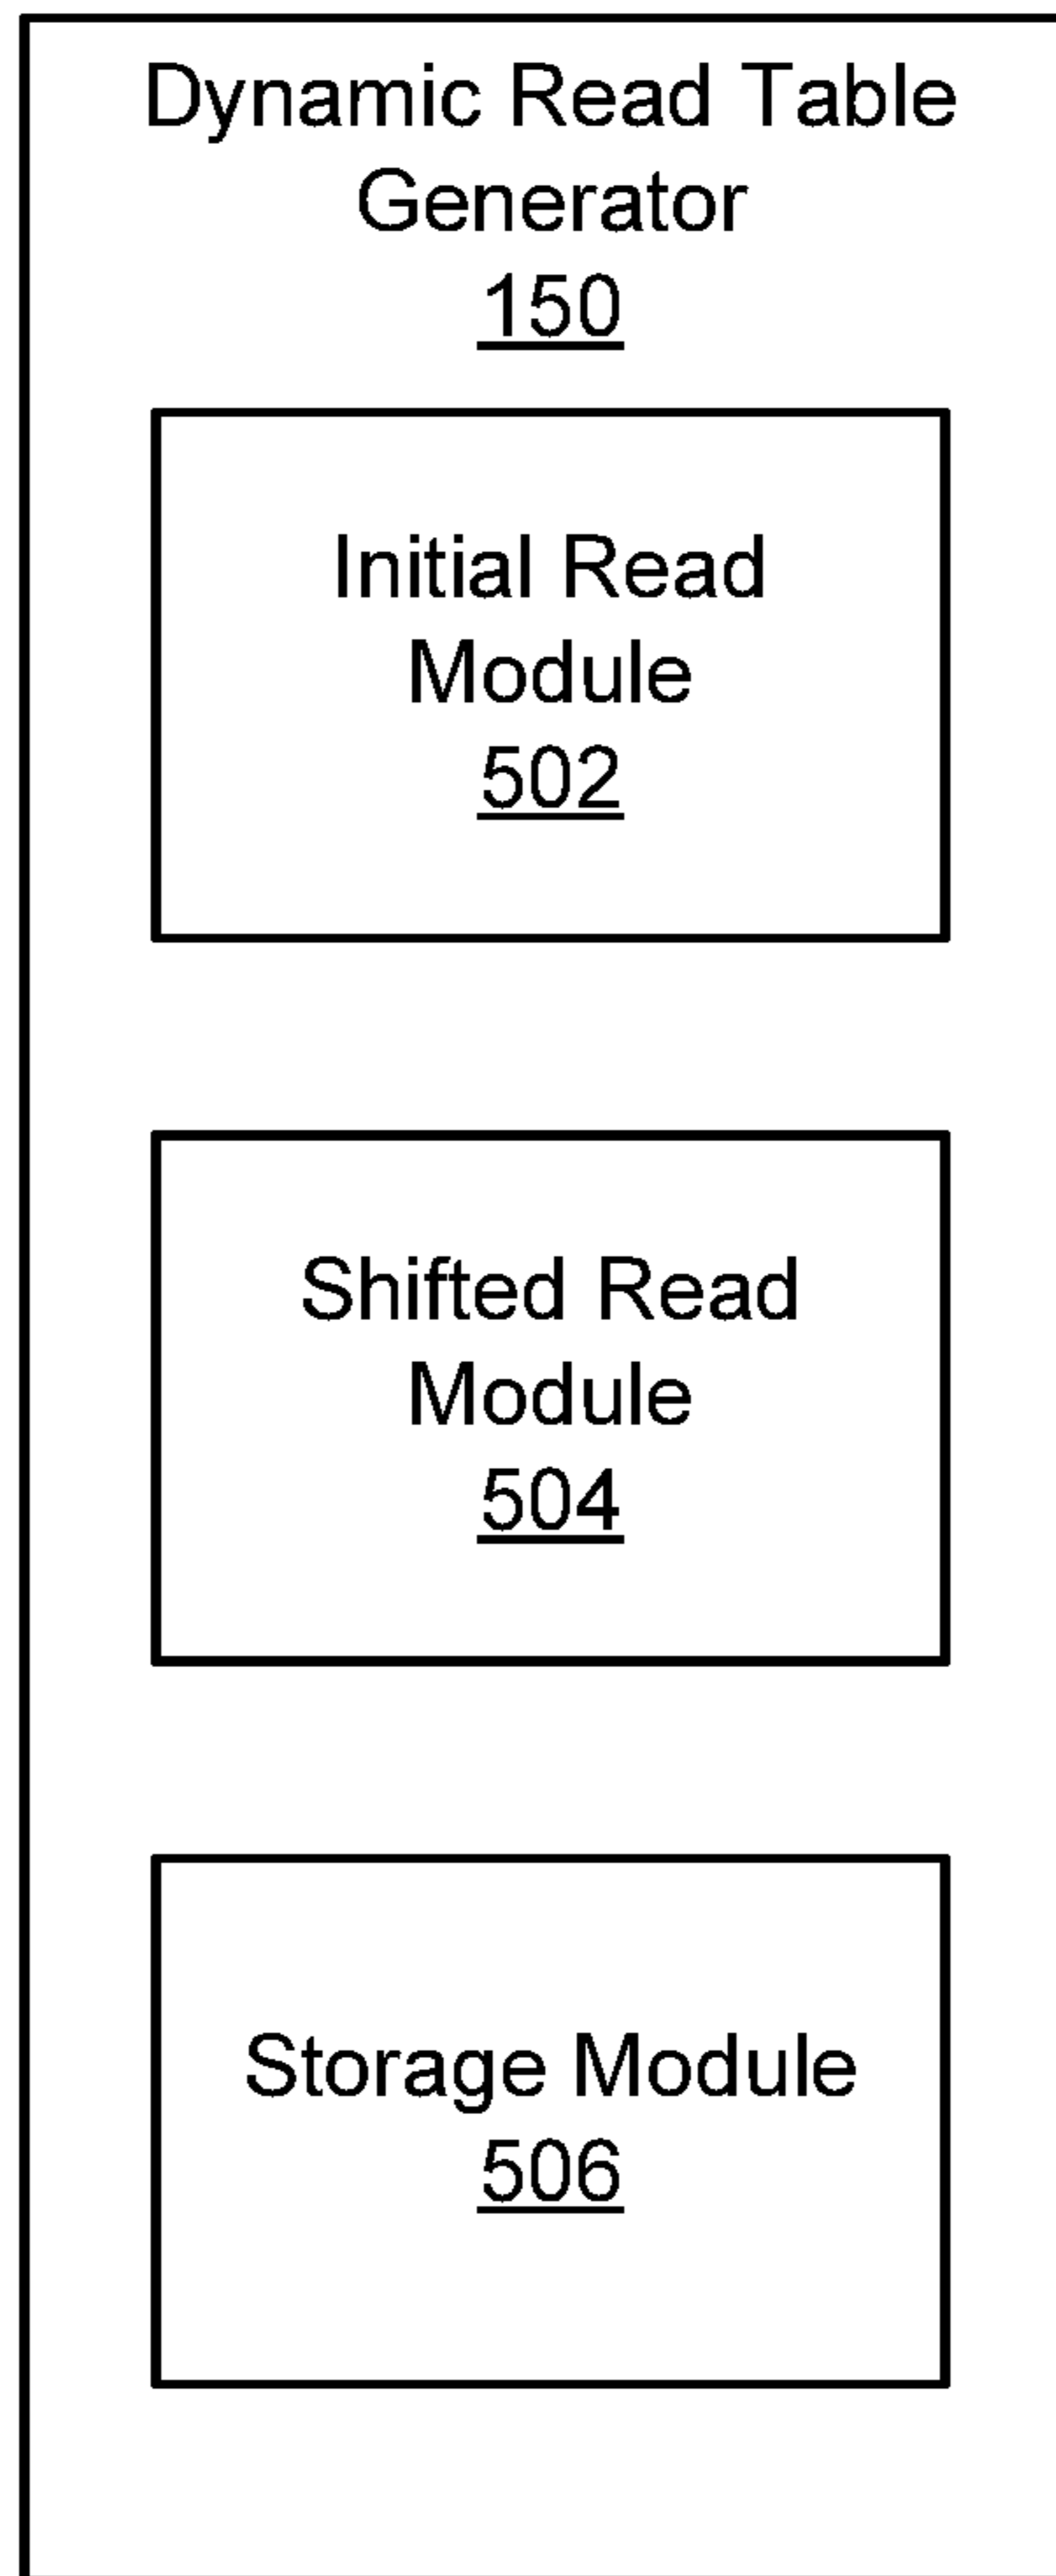 Dynamic Read Table
Generator
150
Initial Read
Module
502
Shifted Read
Module
504
Storage Module
506